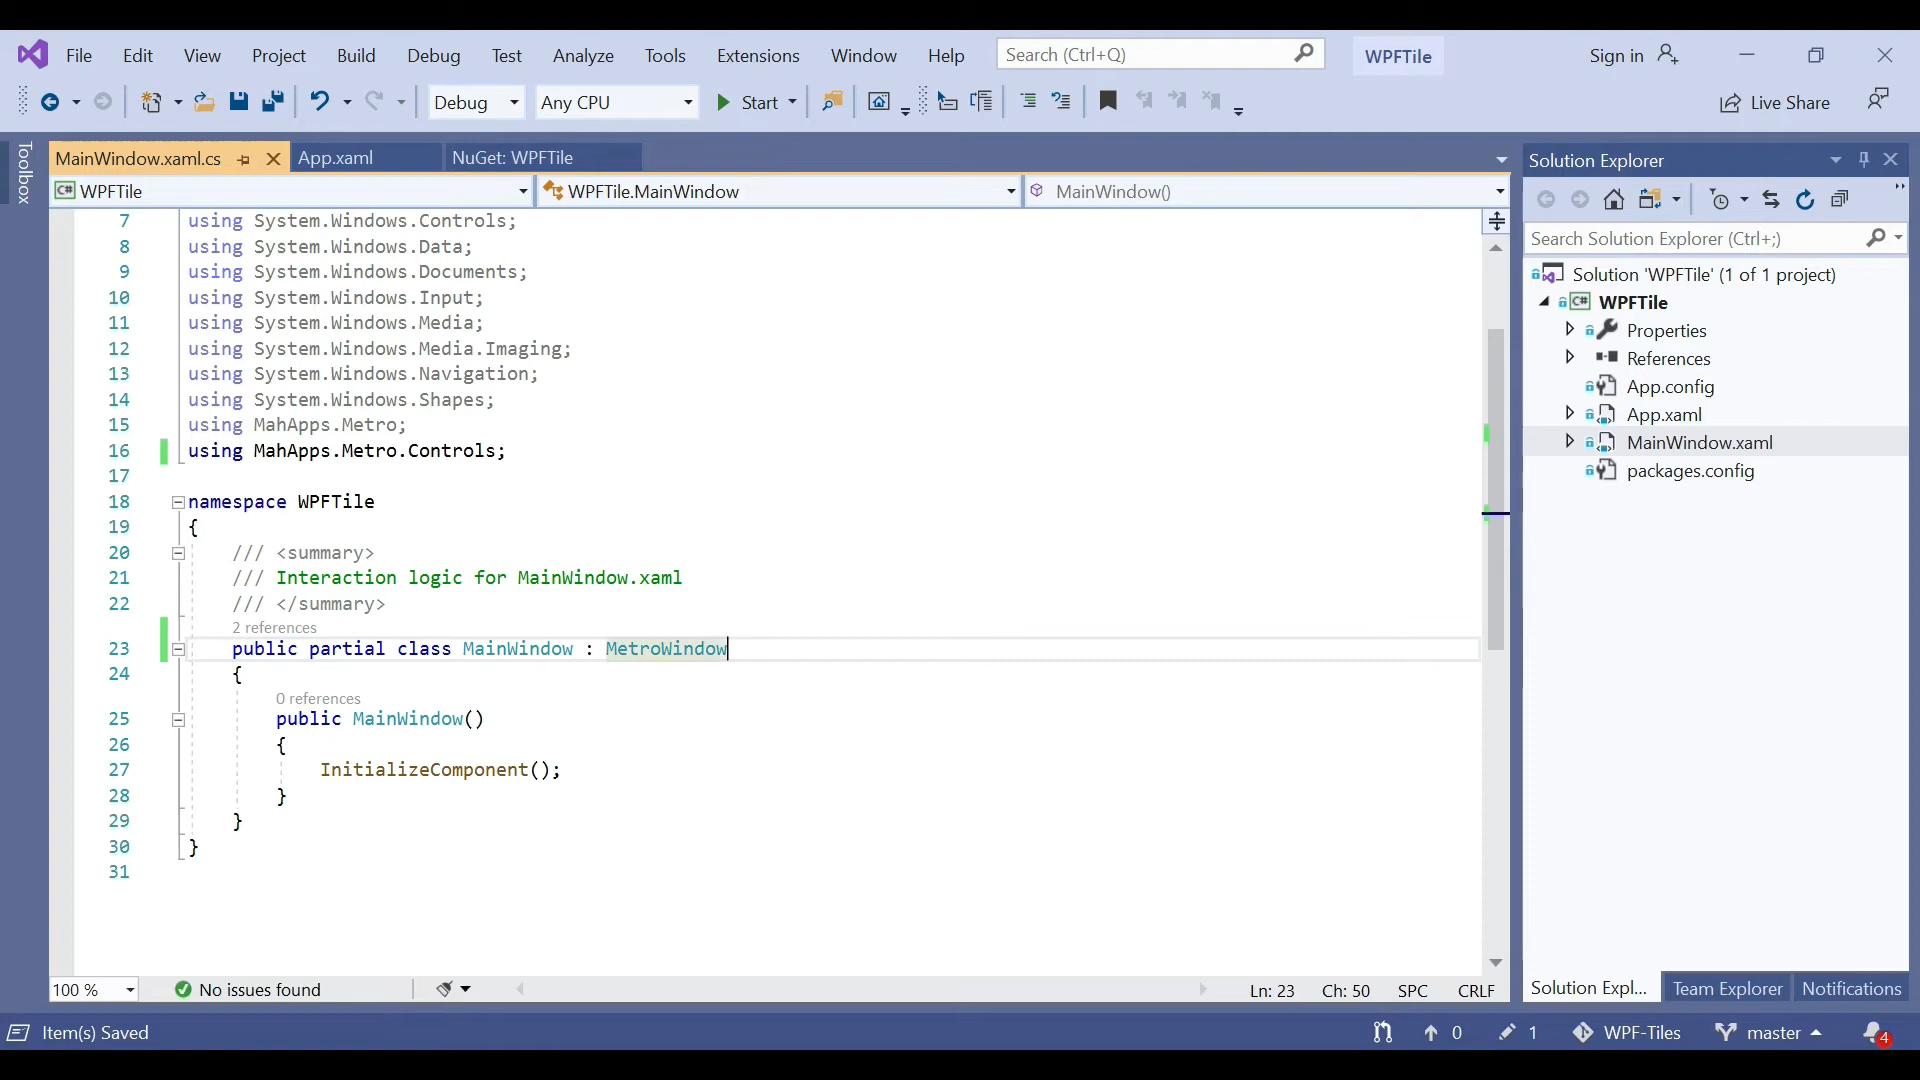 File Edit View Project Build Debug Test Analyze Tools Extensions Window Help Search (Ctrl+Q) WPFTile Sign in
Debug Any CPU Start Live Share
Toolbox
MainWindow.xaml.cs App.xaml NuGet: WPFTile
C# WPFTile WPFTile.MainWindow MainWindow()
7 using System.Windows.Controls;
8 using System.Windows.Data;
9 using System.Windows.Documents;
10 using System.Windows.Input;
11 using System.Windows.Media;
12 using System.Windows.Media.Imaging;
13 using System.Windows.Navigation;
14 using System.Windows.Shapes;
15 using MahApps.Metro;
16 using MahApps.Metro.Controls;
17
18 namespace WPFTile
19 {
20 /// <summary>
21 /// Interaction logic for MainWindow.xaml
22 /// </summary>
2 references
23 public partial class MainWindow : MetroWindow
24 {
0 references
25 public MainWindow()
26 {
27 InitializeComponent();
28 }
29 }
30 }
31
100 % No issues found Ln: 23 Ch: 50 SPC CRLF
Solution Explorer
Search Solution Explorer (Ctrl+;)
Solution 'WPFTile' (1 of 1 project)
C# WPFTile
Properties
References
App.config
App.xaml
MainWindow.xaml
packages.config
Solution Expl... Team Explorer Notifications
Item(s) Saved 0 1 WPF-Tiles master 4